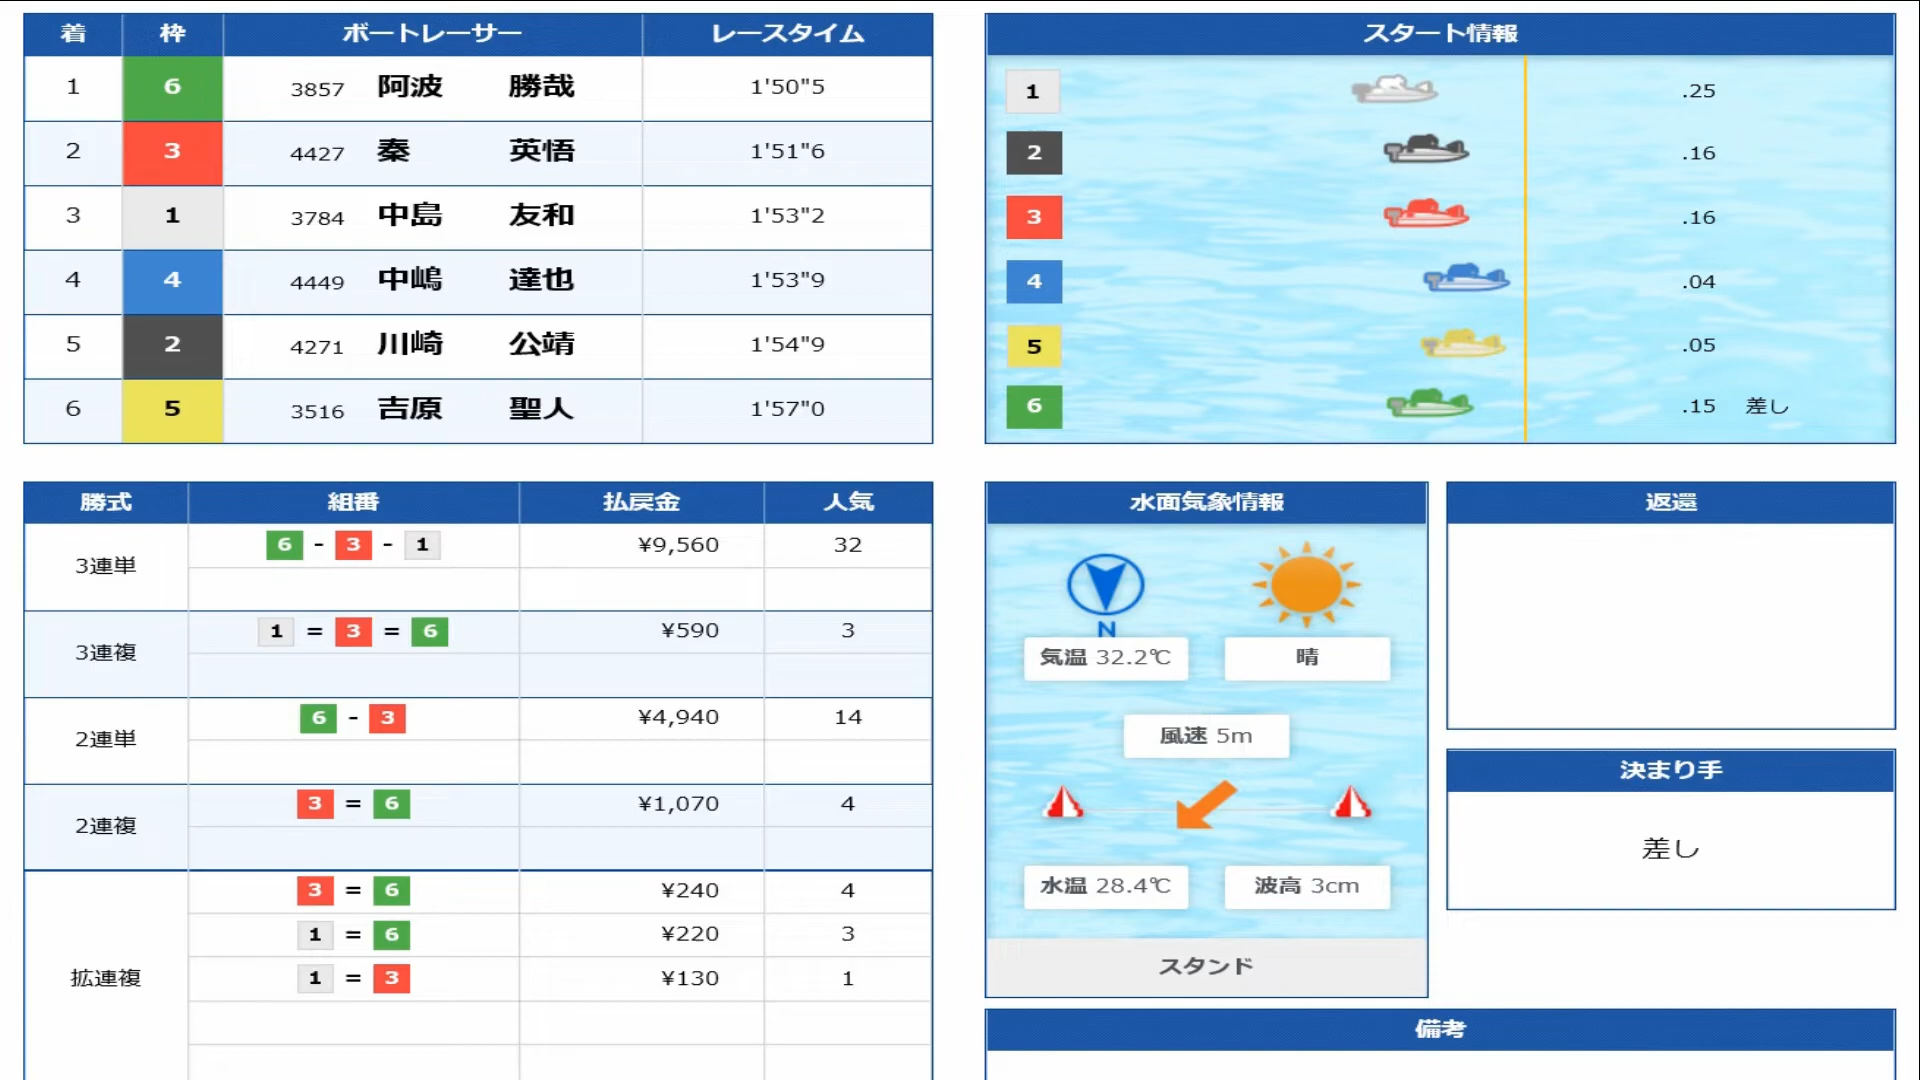 着 枠 ボートレーサー レースタイム
1 6 3857 阿波 勝哉 1'50"5
2 3 4427 秦 英悟 1'51"6
3 1 3784 中島 友和 1'53"2
4 4 4449 中嶋 達也 1'53"9
5 2 4271 川崎 公靖 1'54"9
6 5 3516 吉原 聖人 1'57"0
スタート情報
1 .25
2 .16
3 .16
4 .04
5 .05
6 .15 差し
勝式 組番 払戻金 人気
3連単 6 - 3 - 1 ¥9,560 32
3連複 1 = 3 = 6 ¥590 3
2連単 6 - 3 ¥4,940 14
2連複 3 = 6 ¥1,070 4
拡連複 3 = 6 ¥240 4
1 = 6 ¥220 3
1 = 3 ¥130 1
水面気象情報
N
気温 32.2℃ 晴
風速 5m
水温 28.4℃ 波高 3cm
スタンド
返還
決まり手
差し
備考